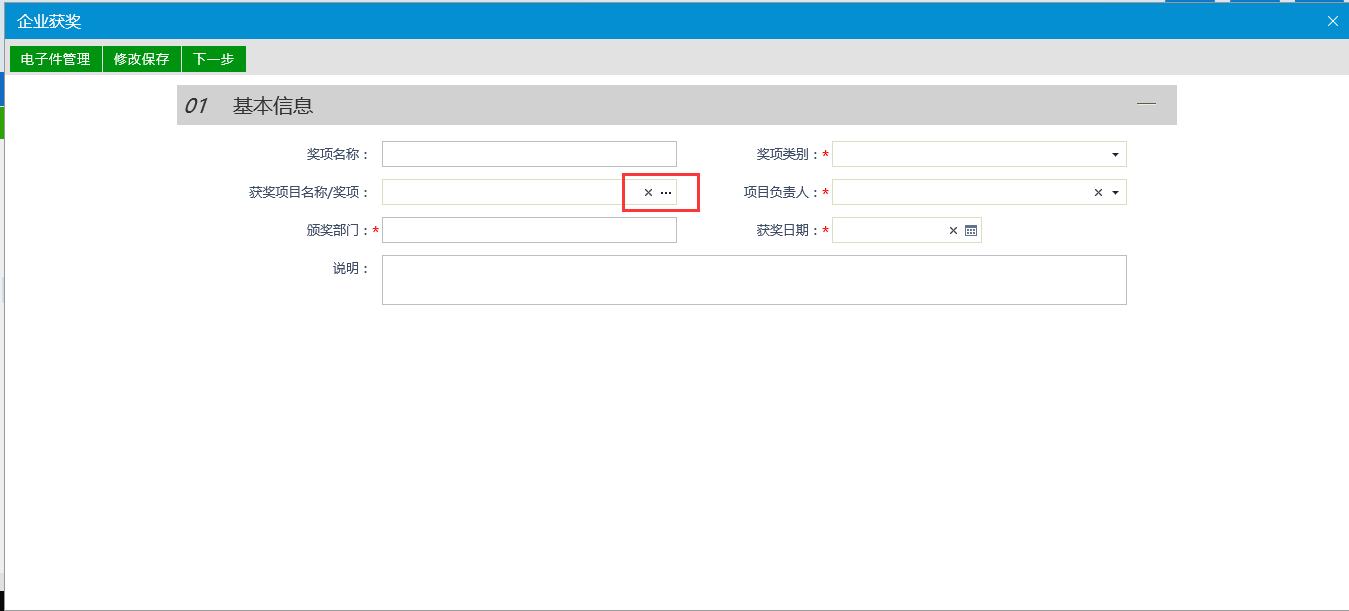 企业获奖
电子件管理 修改保存 下一步
01 基本信息
奖项名称： 奖项类别：*
获奖项目名称/奖项： 项目负责人：*
颁奖部门：* 获奖日期：*
说明：